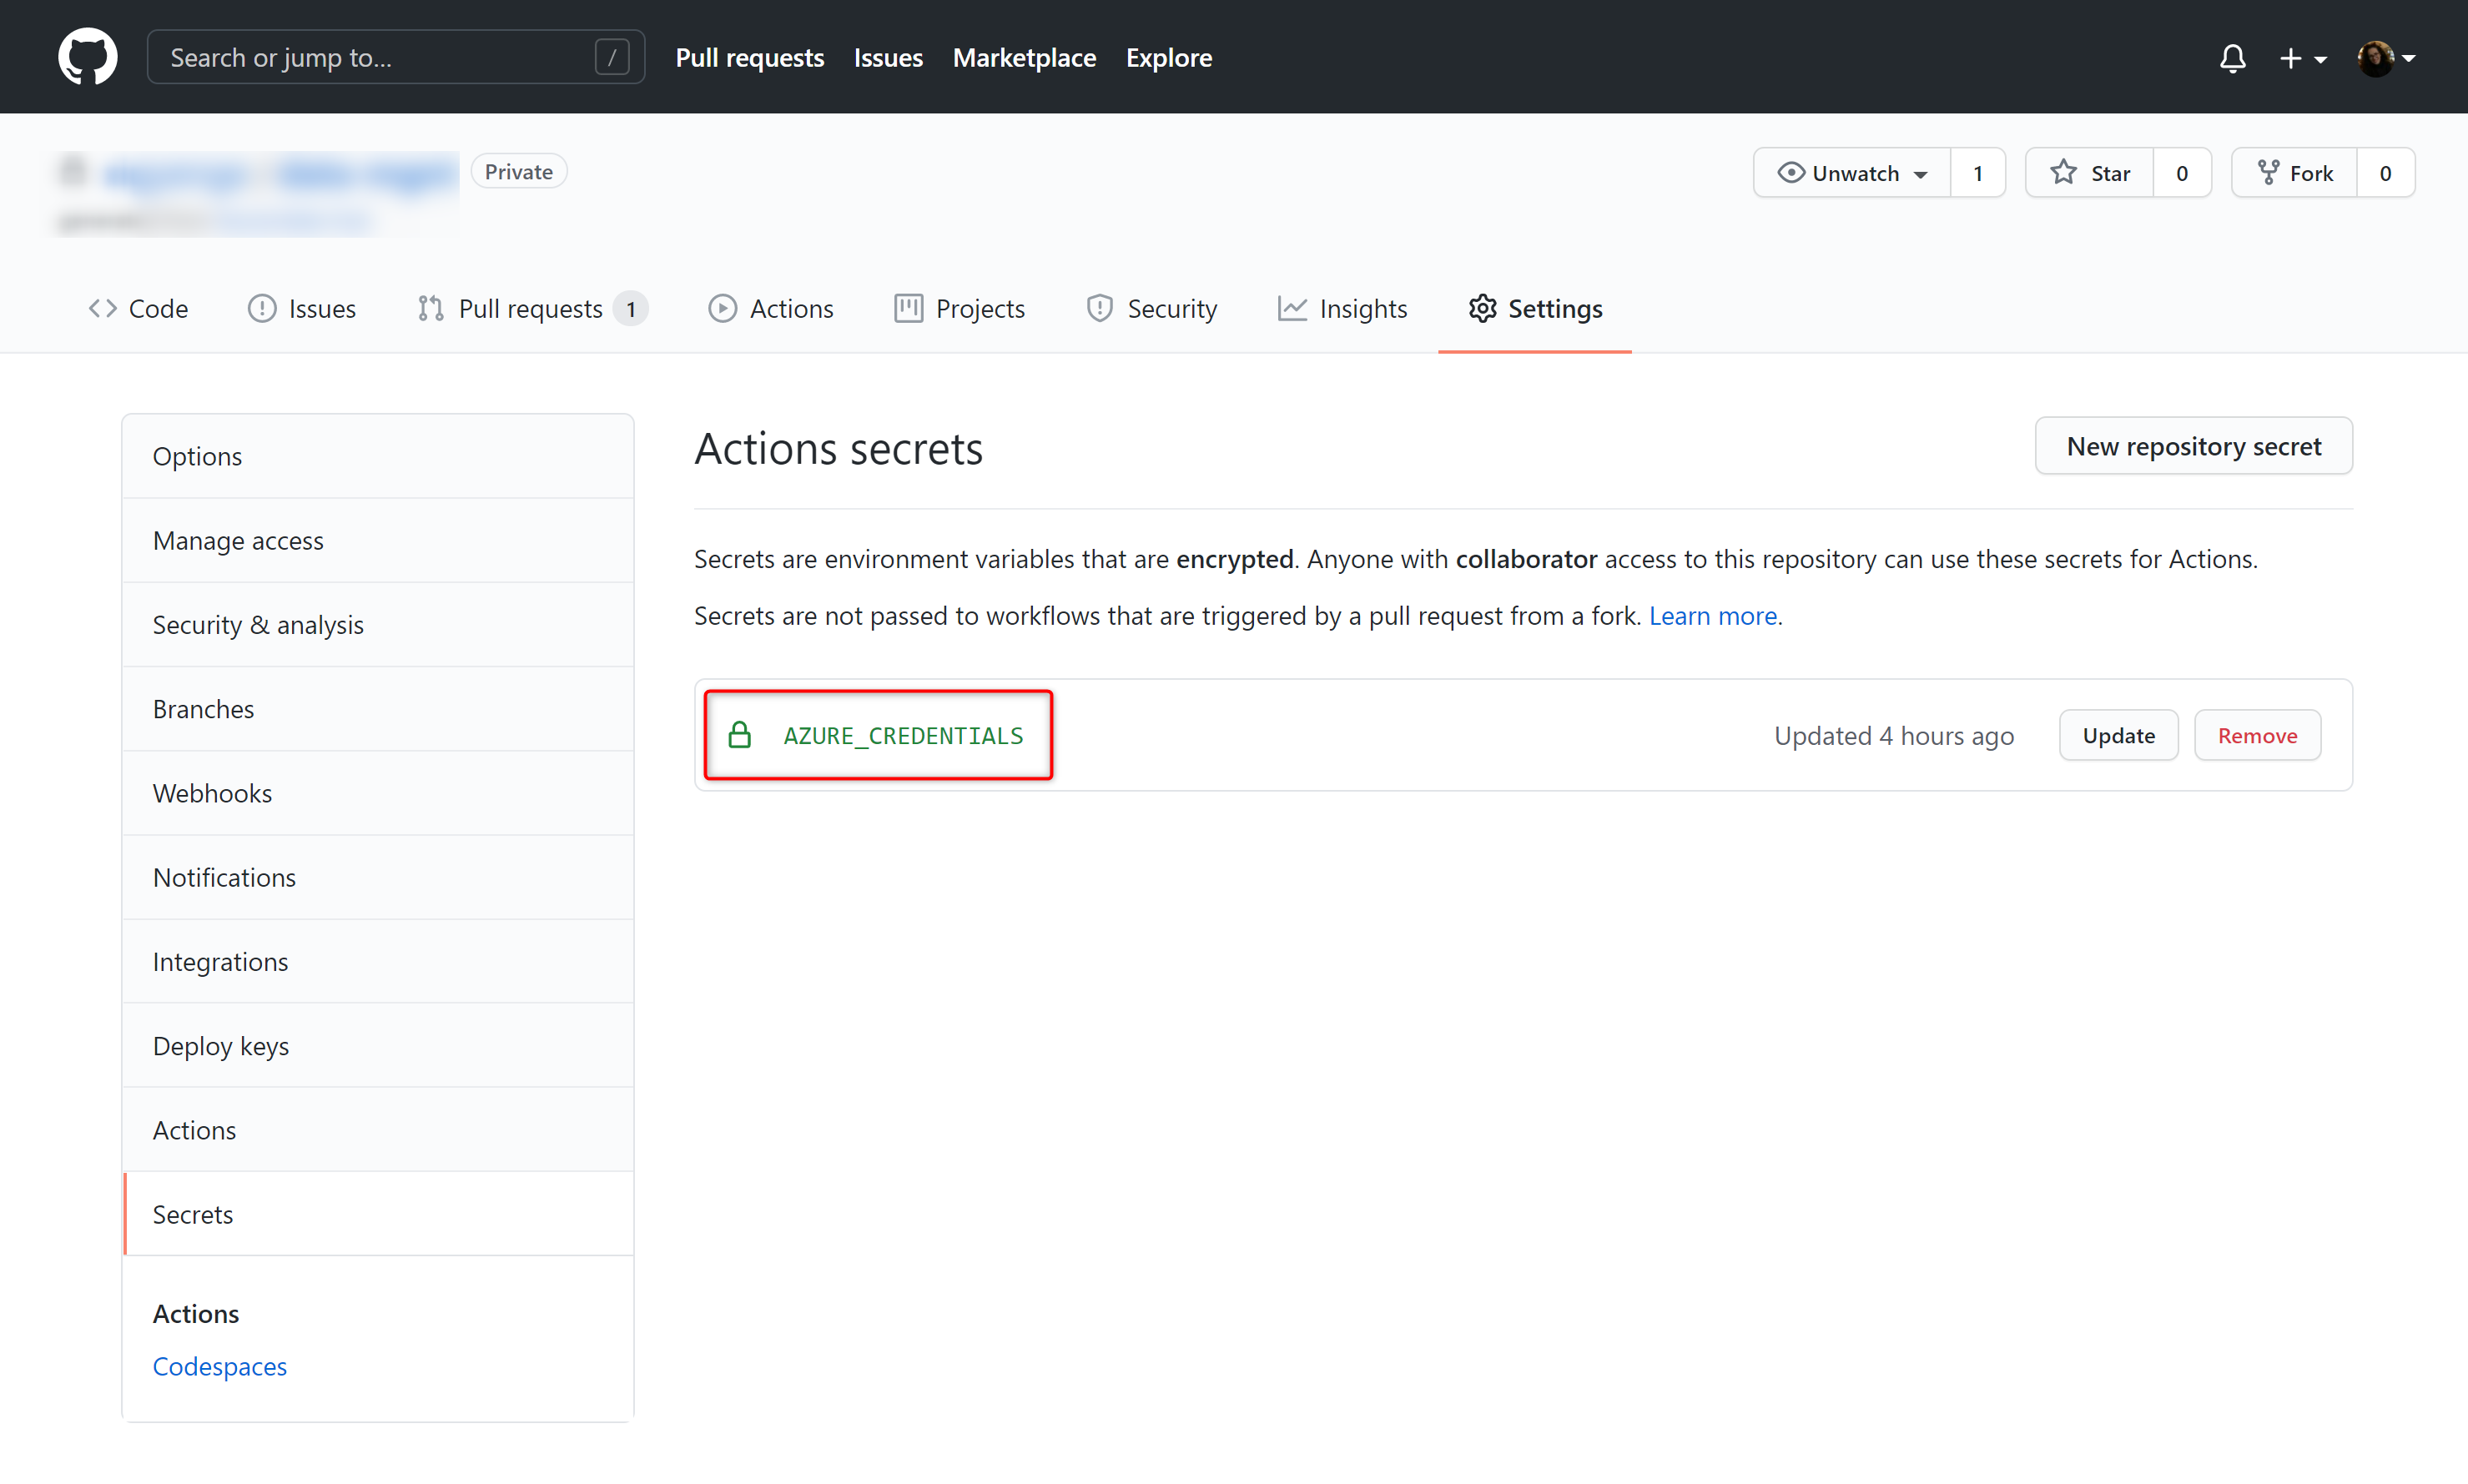 Search or jump to... /
Pull requests Issues Marketplace Explore
Private
Unwatch 1 Star 0 Fork 0
Code Issues Pull requests 1 Actions Projects Security Insights Settings
Options
Manage access
Security & analysis
Branches
Webhooks
Notifications
Integrations
Deploy keys
Actions
Secrets
Actions
Codespaces
Actions secrets
New repository secret
Secrets are environment variables that are encrypted. Anyone with collaborator access to this repository can use these secrets for Actions.
Secrets are not passed to workflows that are triggered by a pull request from a fork. Learn more.
AZURE_CREDENTIALS Updated 4 hours ago Update Remove